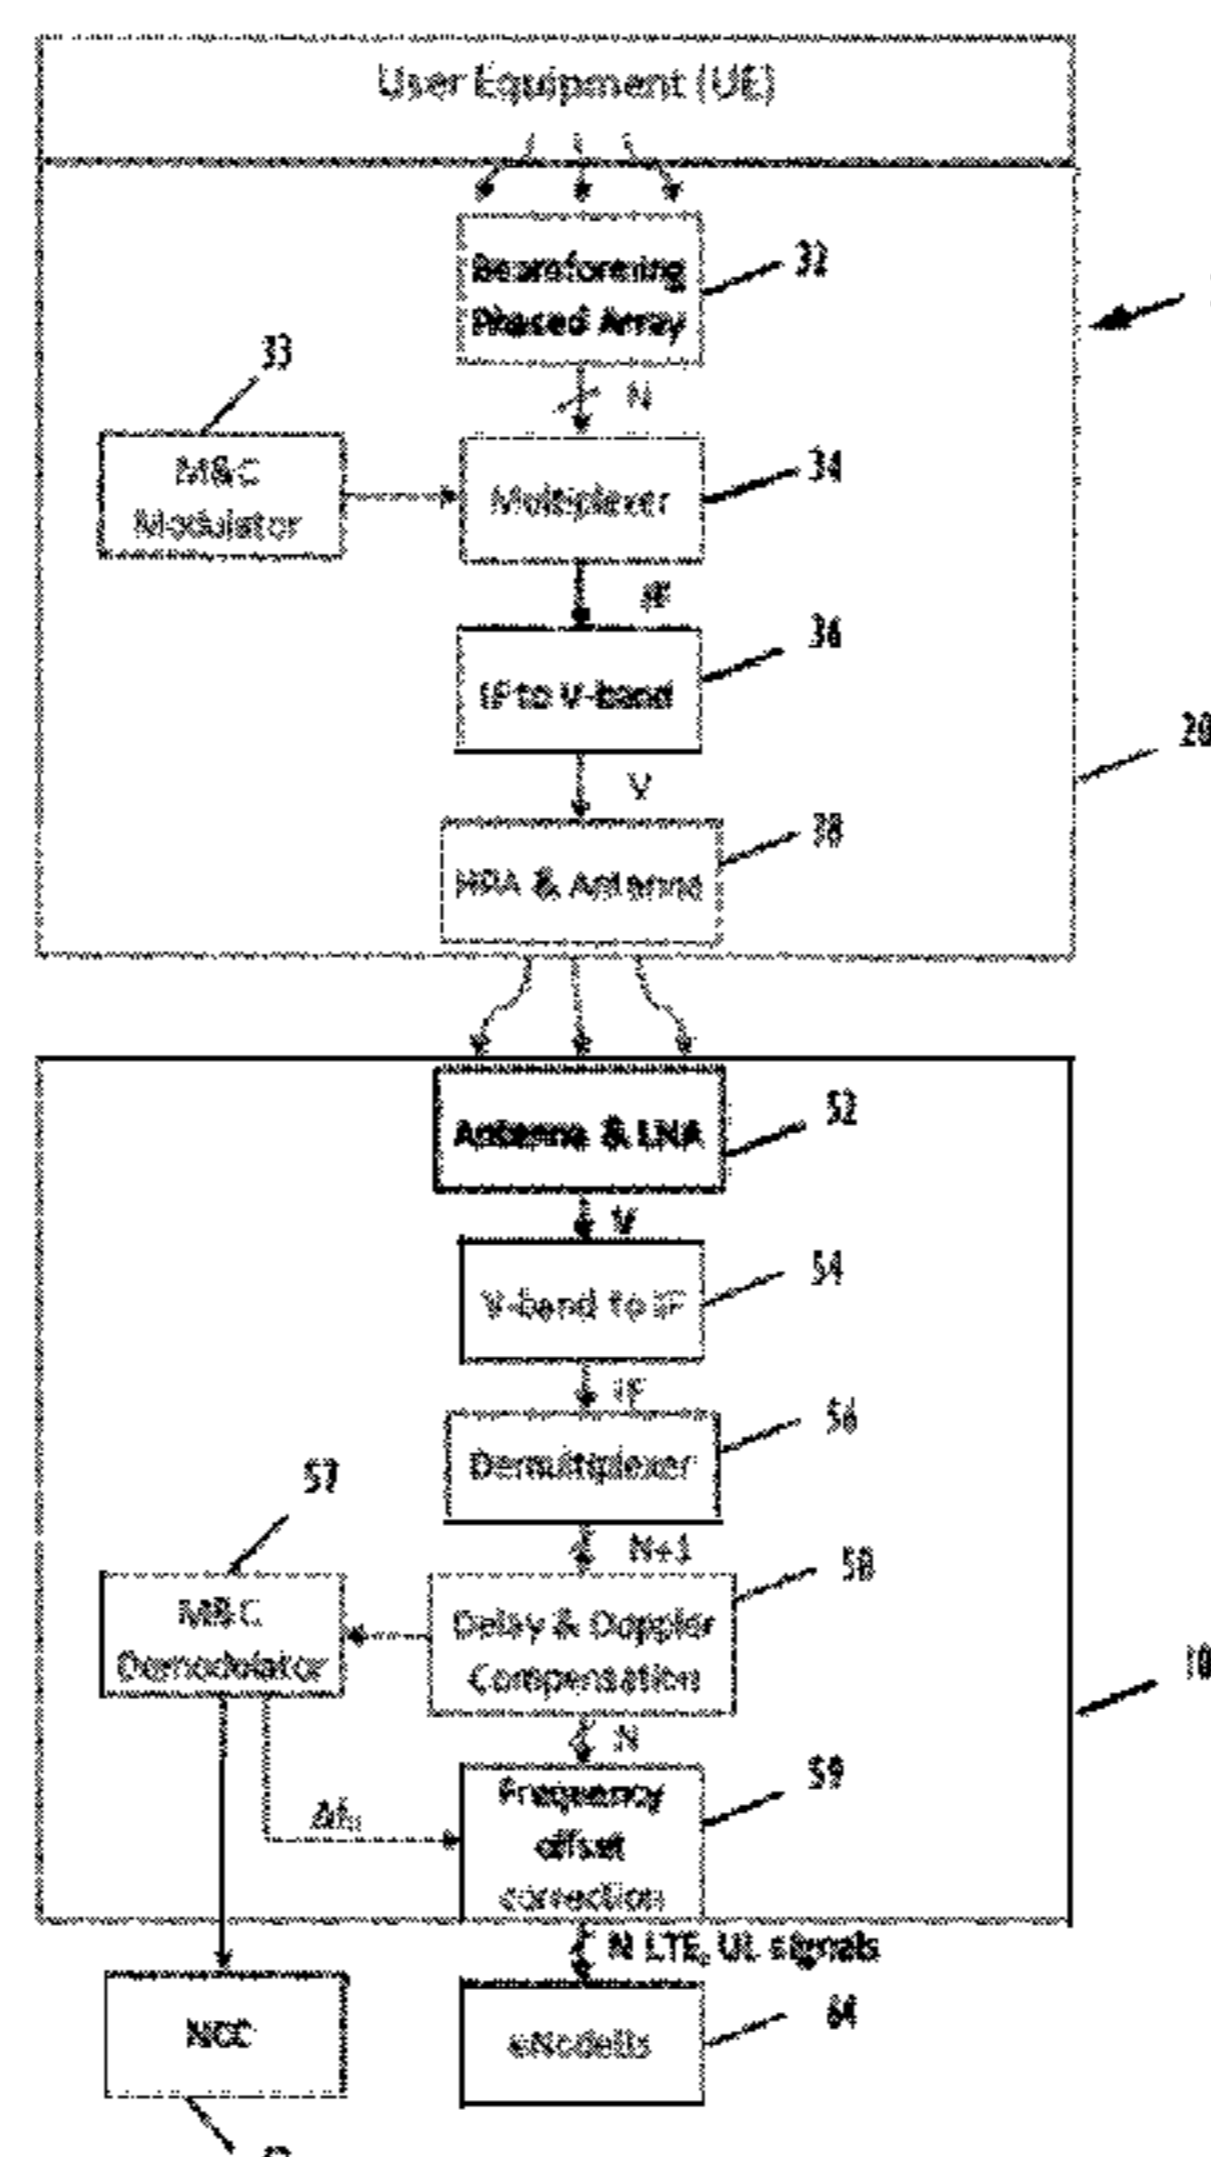 User Equipment (UE)
Beamforming
Phased Array
32
N
33
M&C
Modulator
Multiplexer
34
IF
IF to V-band
36
V
20
HPA & Antenna
38
Antenna & LNA
52
V
V-band to IF
54
IF
Demultiplexer
56
57
N+1
M&C
Demodulator
Delay & Doppler
Compensation
58
10
N
Frequency
offset
correction
59
Δf
N LTE, UL signals
NCC
eNodeBs
64